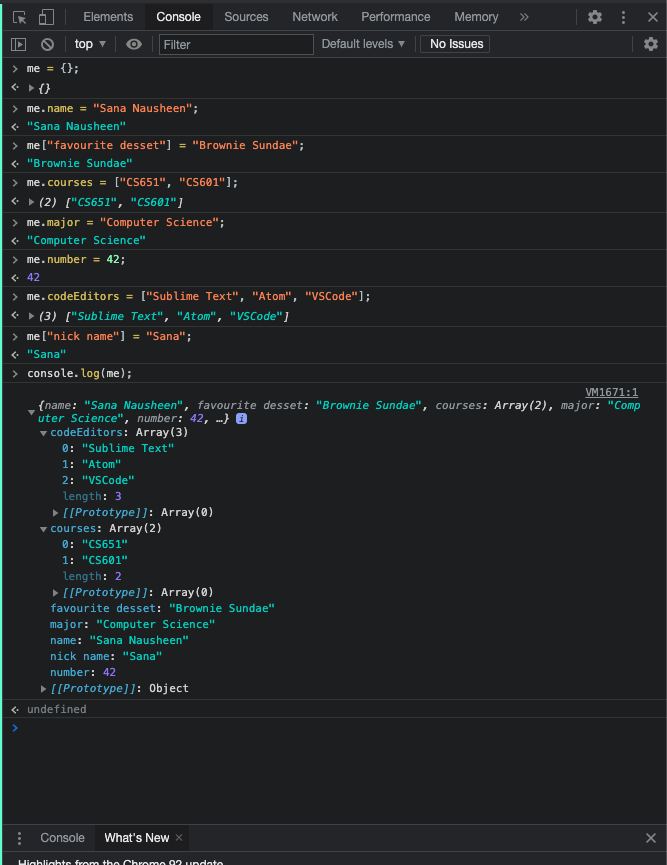 Elements Console Sources Network Performance Memory »
top ▼ Filter Default levels ▼ No Issues
> me = {};
<· ▶ {}
> me.name = "Sana Nausheen";
<· "Sana Nausheen"
> me["favourite desset"] = "Brownie Sundae";
<· "Brownie Sundae"
> me.courses = ["CS651", "CS601"];
<· ▶ (2) ["CS651", "CS601"]
> me.major = "Computer Science";
<· "Computer Science"
> me.number = 42;
<· 42
> me.codeEditors = ["Sublime Text", "Atom", "VSCode"];
<· ▶ (3) ["Sublime Text", "Atom", "VSCode"]
> me["nick name"] = "Sana";
<· "Sana"
> console.log(me);
VM1671:1
{name: "Sana Nausheen", favourite desset: "Brownie Sundae", courses: Array(2), major: "Comp
▼ uter Science", number: 42, …} i
▼ codeEditors: Array(3)
0: "Sublime Text"
1: "Atom"
2: "VSCode"
length: 3
▶ [[Prototype]]: Array(0)
▼ courses: Array(2)
0: "CS651"
1: "CS601"
length: 2
▶ [[Prototype]]: Array(0)
favourite desset: "Brownie Sundae"
major: "Computer Science"
name: "Sana Nausheen"
nick name: "Sana"
number: 42
▶ [[Prototype]]: Object
<· undefined
>
Console What's New ×
Highlights from the Chrome 92 update